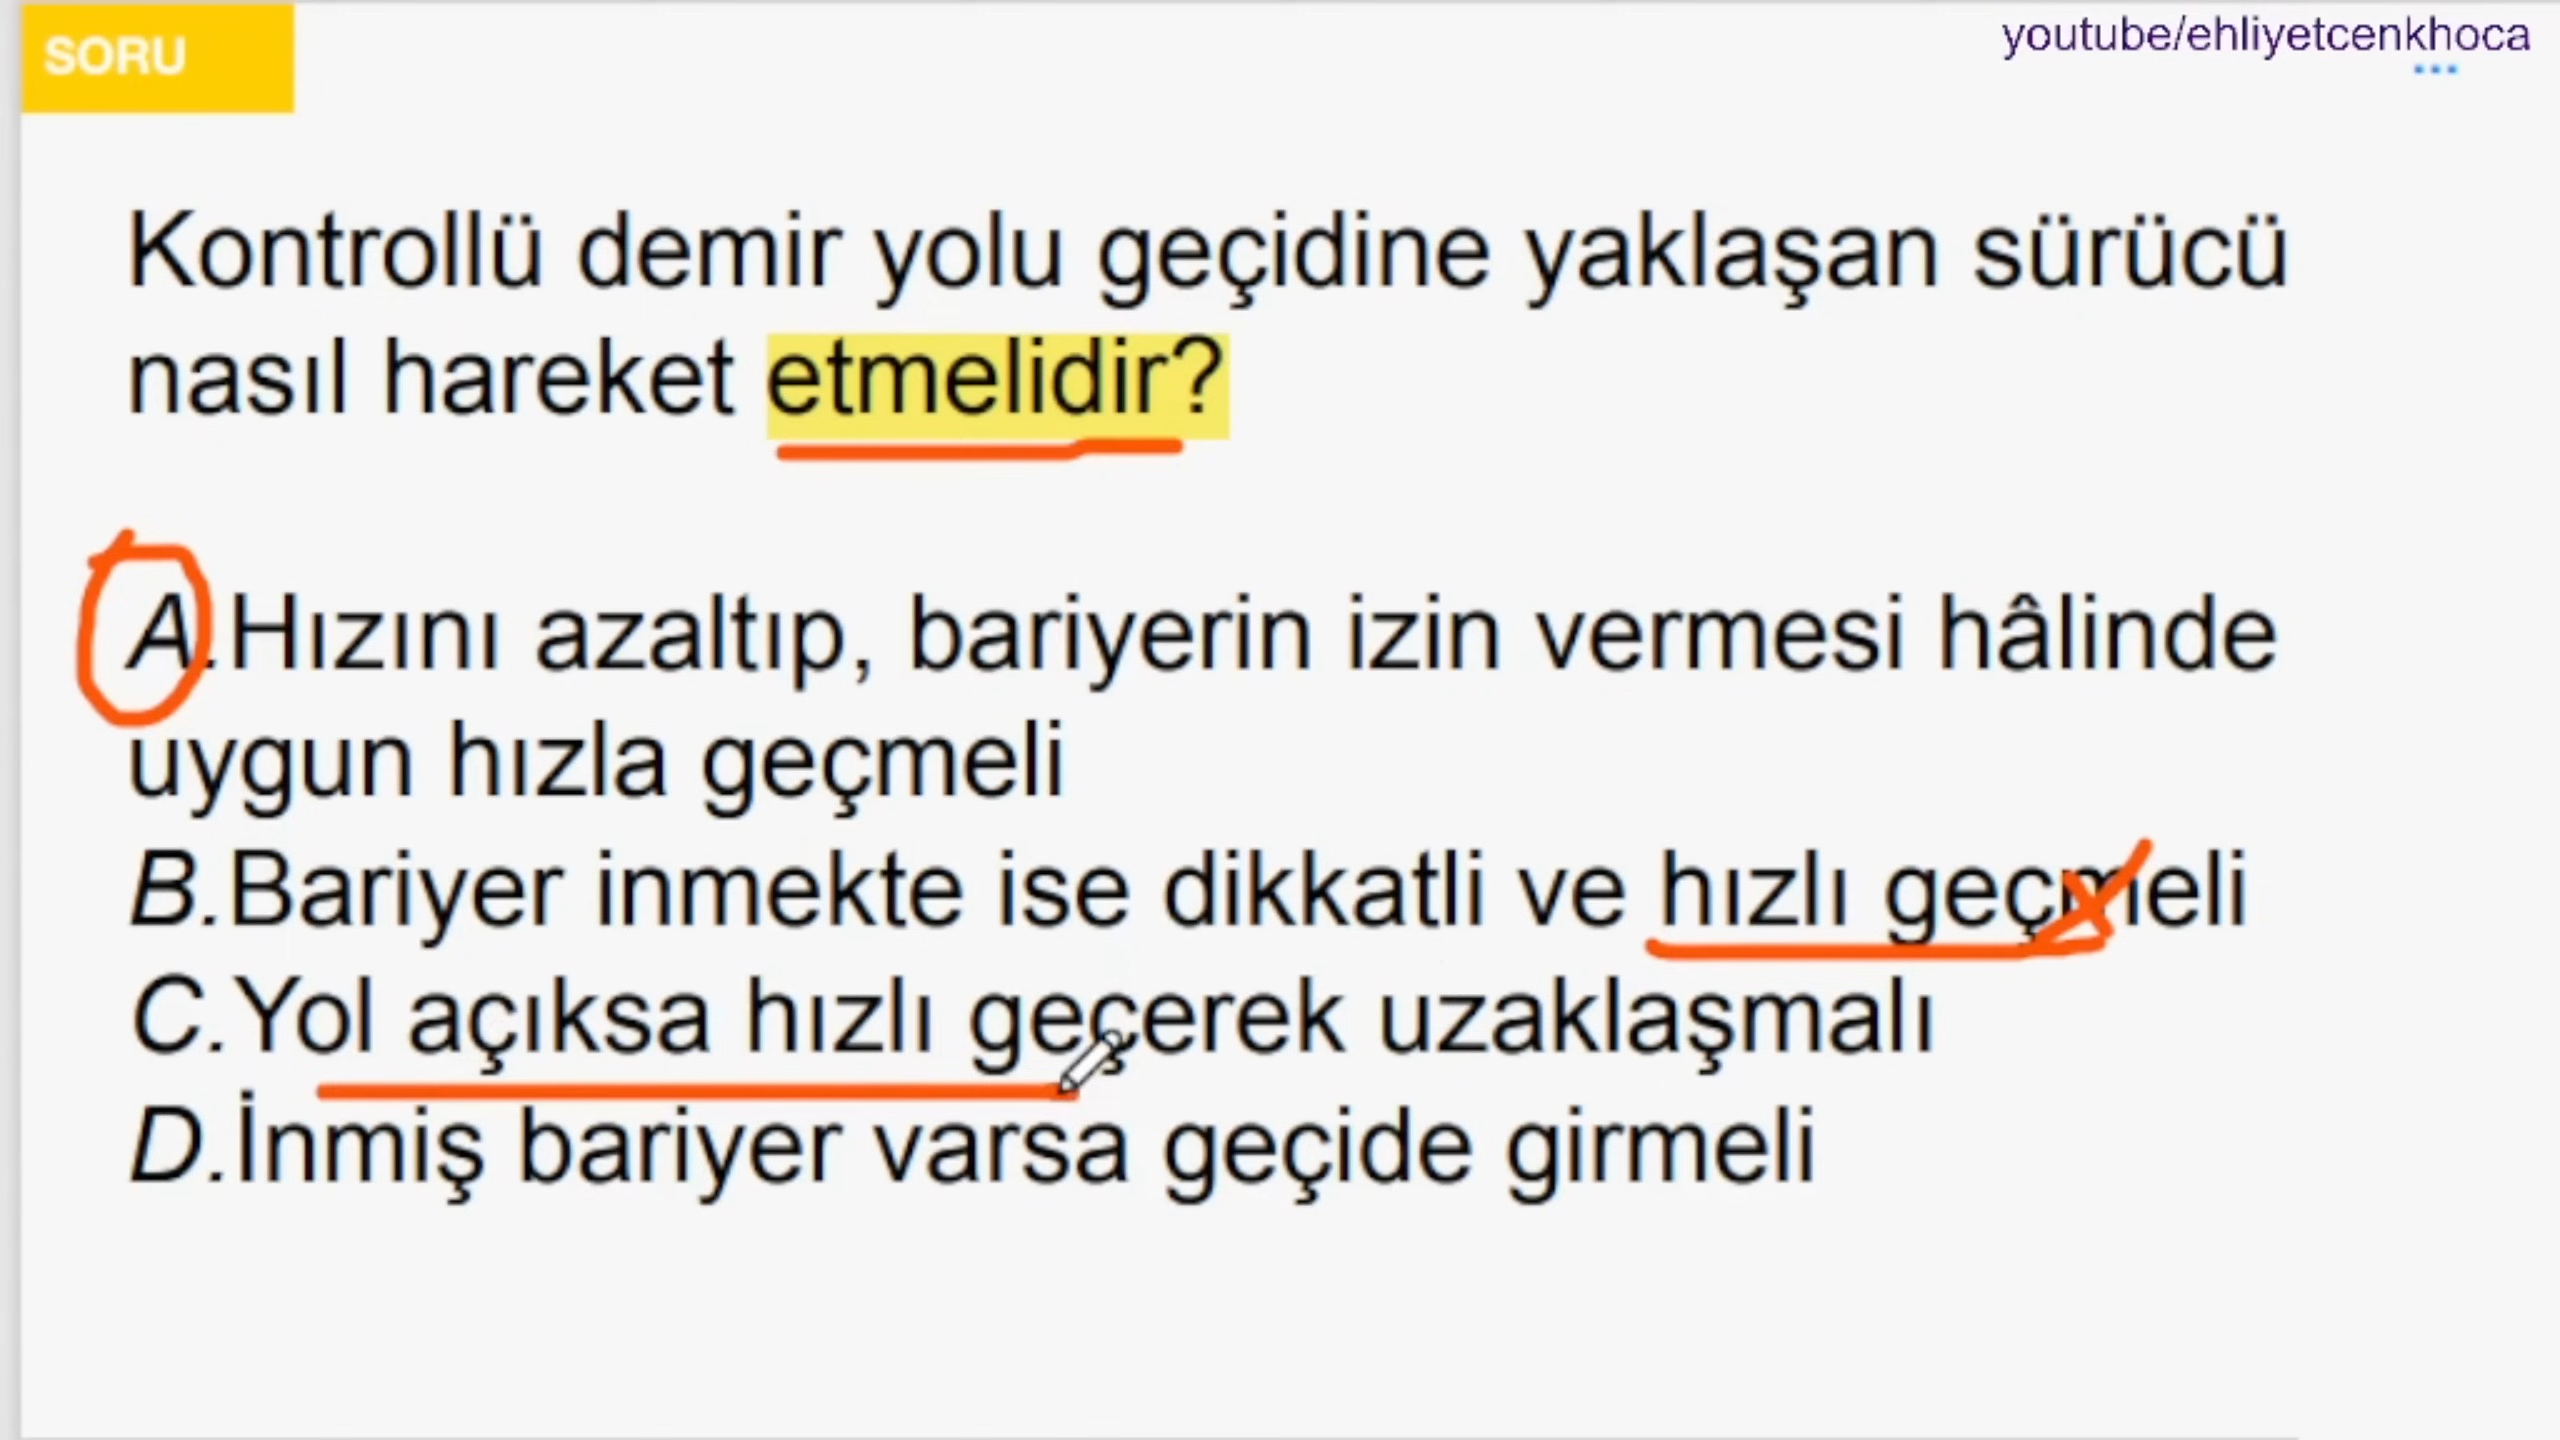 SORU
youtube/ehliyetcenkhoca
Kontrollü demir yolu geçidine yaklaşan sürücü
nasıl hareket etmelidir?
A.Hızını azaltıp, bariyerin izin vermesi hâlinde
uygun hızla geçmeli
B.Bariyer inmekte ise dikkatli ve hızlı geçmeli
C.Yol açıksa hızlı geçerek uzaklaşmalı
D.İnmiş bariyer varsa geçide girmeli